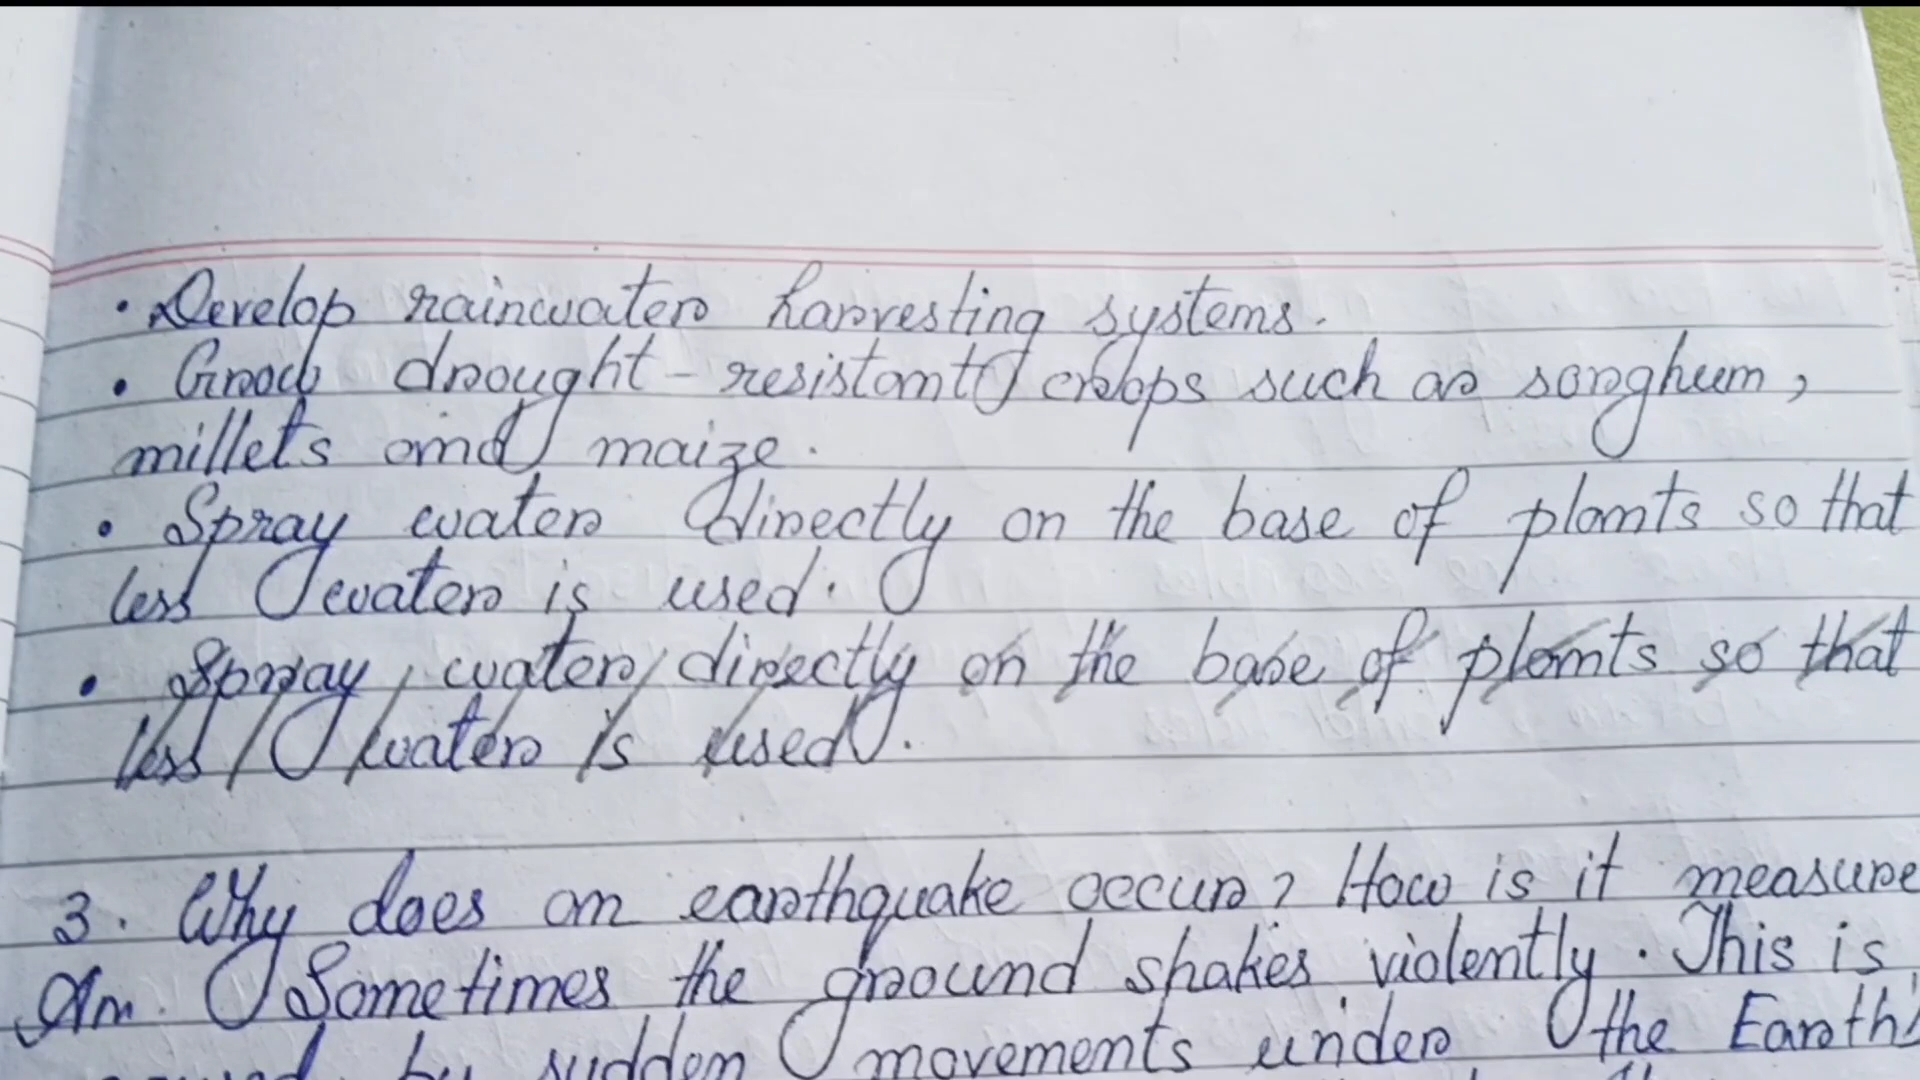 • Develop rainwater harvesting systems.
• Grow drought-resistant crops such as sorghum,
millets and maize.
• Spray water directly on the base of plants so that
less water is used.
• Spray water directly on the base of plants so that
less water is used.
3. Why does an earthquake occur? How is it measure
Ans. Sometimes the ground shakes violently. This is
caused by sudden movements under the Earth's